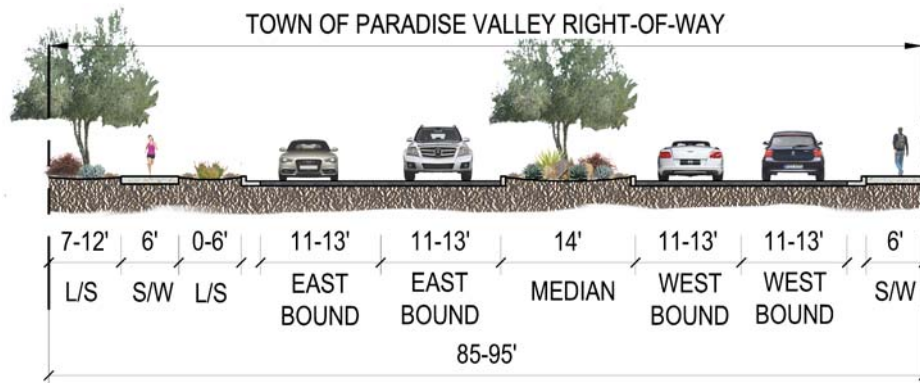 TOWN OF PARADISE VALLEY RIGHT-OF-WAY
7-12' 6' 0-6' 11-13' 11-13' 14' 11-13' 11-13' 6'
L/S S/W L/S EAST BOUND EAST BOUND MEDIAN WEST BOUND WEST BOUND S/W
85-95'